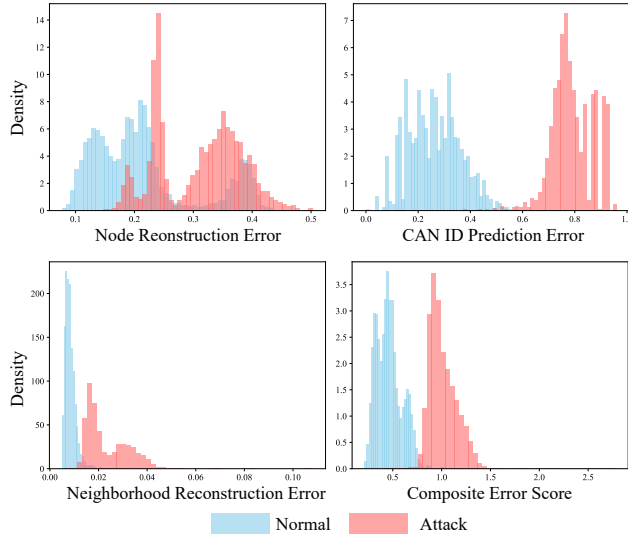 14
12
10
8
6
4
2
0
Density
0.1 0.2 0.3 0.4 0.5
Node Reonstruction Error
7
6
5
4
3
2
1
0
0.0 0.2 0.4 0.6 0.8 1.0
CAN ID Prediction Error
200
150
100
50
0
Density
0.00 0.02 0.04 0.06 0.08 0.10
Neighborhood Reconstruction Error
3.5
3.0
2.5
2.0
1.5
1.0
0.5
0.0
0.5 1.0 1.5 2.0 2.5
Composite Error Score
Normal Attack